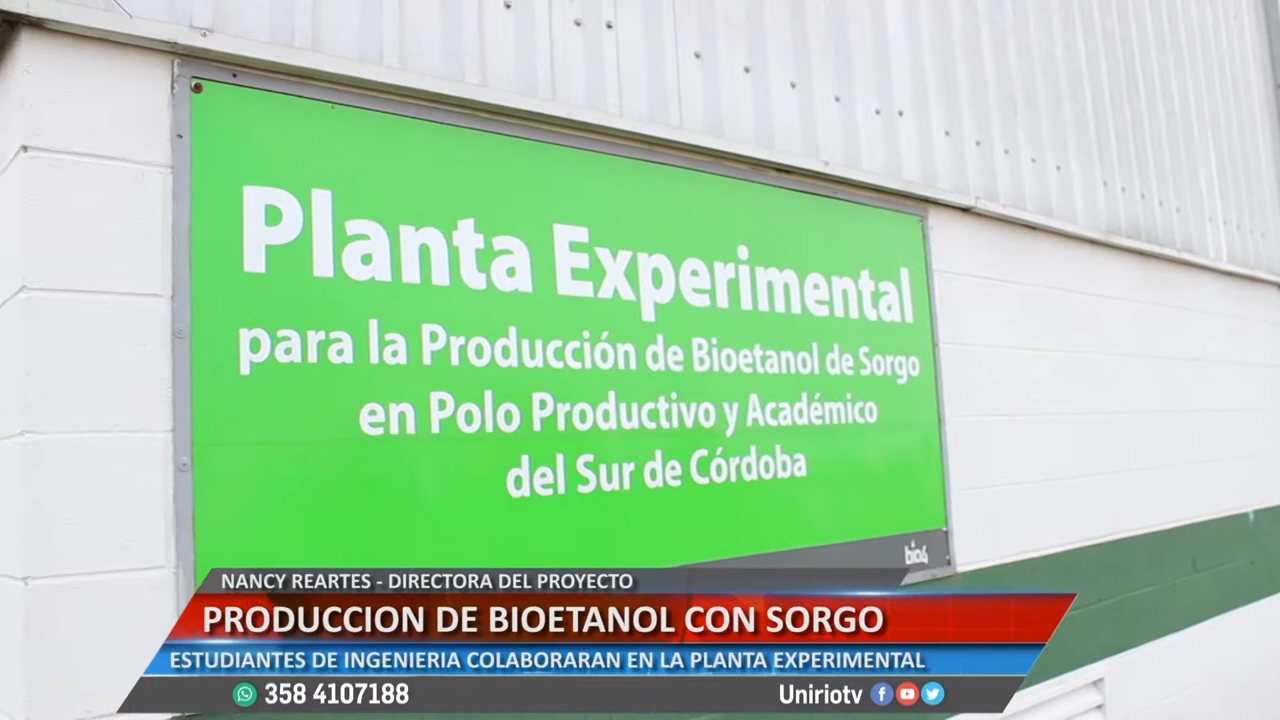 Planta Experimental
para la Producción de Bioetanol de Sorgo
en Polo Productivo y Académico
del Sur de Córdoba
bio4
NANCY REARTES - DIRECTORA DEL PROYECTO
PRODUCCION DE BIOETANOL CON SORGO
ESTUDIANTES DE INGENIERIA COLABORARAN EN LA PLANTA EXPERIMENTAL
358 4107188 Uniriotv